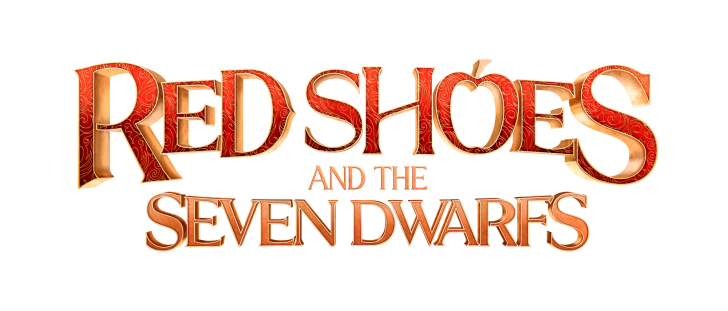 RED SHOES
AND THE
SEVEN DWARFS